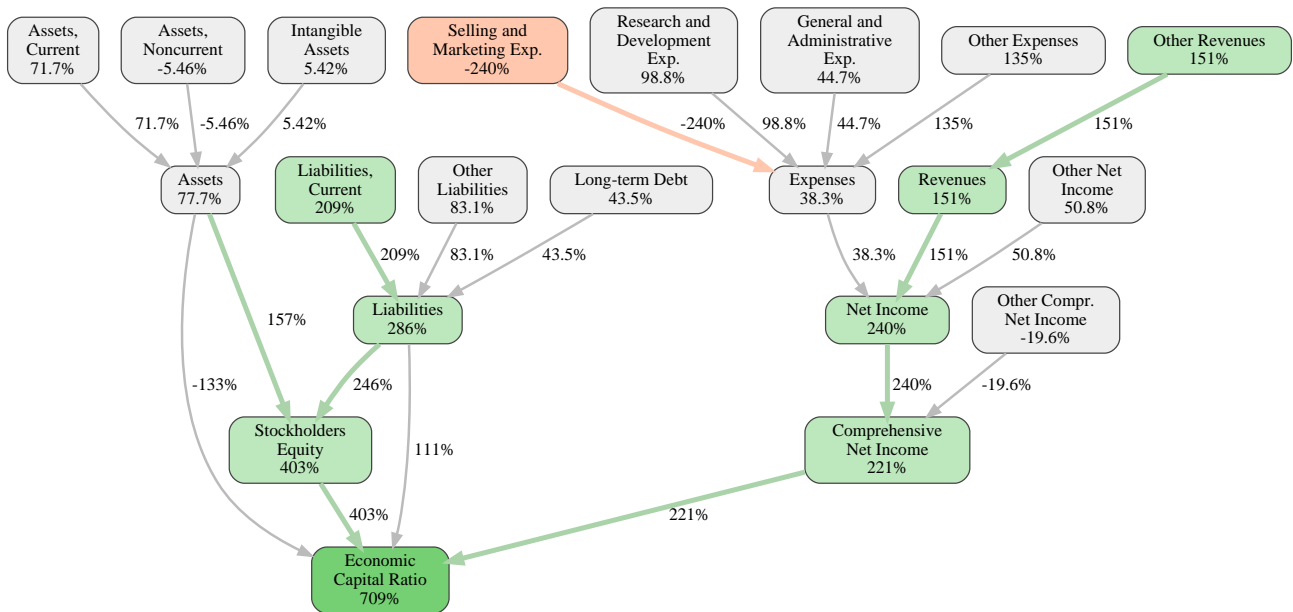 Assets,
Current
71.7%
Assets,
Noncurrent
-5.46%
Intangible
Assets
5.42%
Selling and
Marketing Exp.
-240%
Research and
Development
Exp.
98.8%
General and
Administrative
Exp.
44.7%
Other Expenses
135%
Other Revenues
151%
71.7%
-5.46%
5.42%
-240%
98.8%
44.7%
135%
151%
Assets
77.7%
Liabilities,
Current
209%
Other
Liabilities
83.1%
Long-term Debt
43.5%
Expenses
38.3%
Revenues
151%
Other Net
Income
50.8%
209%
83.1%
43.5%
38.3%
151%
50.8%
Liabilities
286%
Net Income
240%
Other Compr.
Net Income
-19.6%
157%
-133%
246%
240%
-19.6%
Stockholders
Equity
403%
111%
Comprehensive
Net Income
221%
403%
221%
Economic
Capital Ratio
709%